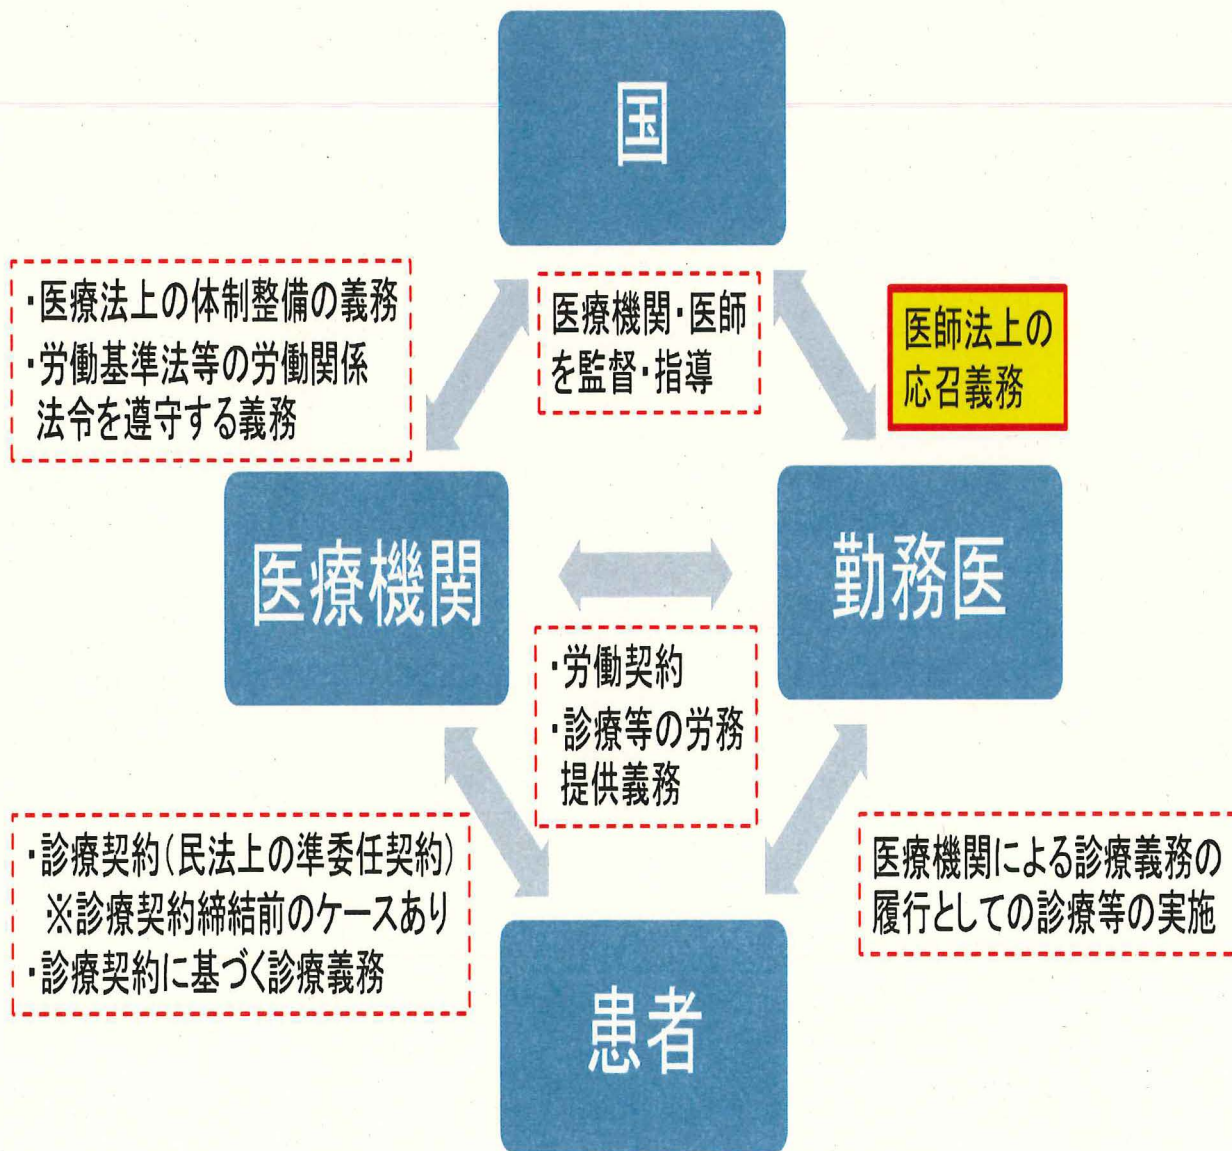 国
・医療法上の体制整備の義務
・労働基準法等の労働関係
法令を遵守する義務
医療機関・医師
を監督・指導
医師法上の
応召義務
医療機関
勤務医
・労働契約
・診療等の労務
提供義務
・診療契約(民法上の準委任契約)
※診療契約締結前のケースあり
・診療契約に基づく診療義務
医療機関による診療義務の
履行としての診療等の実施
患者